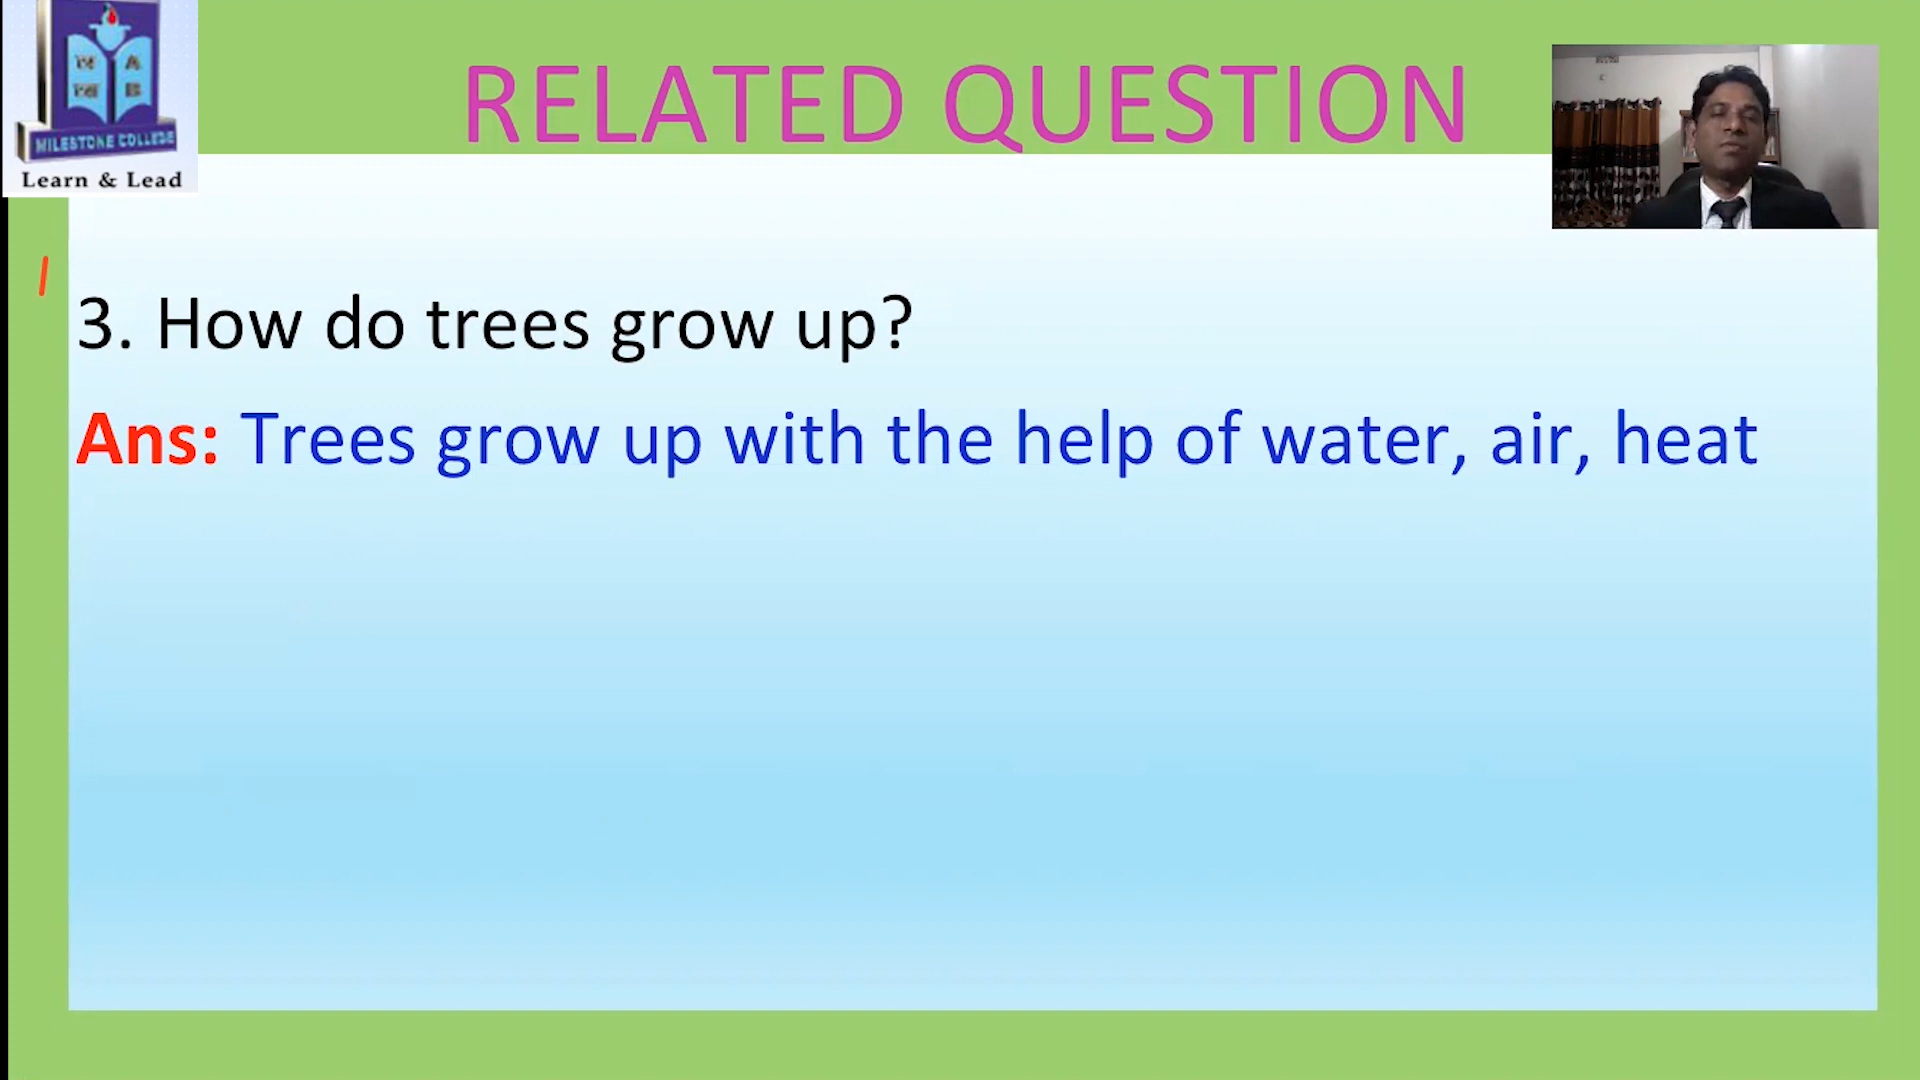 MILESTONE COLLEGE
Learn & Lead
RELATED QUESTION
3. How do trees grow up?
Ans: Trees grow up with the help of water, air, heat